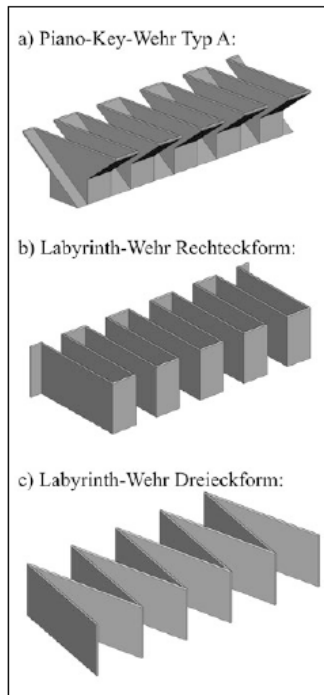 a) Piano-Key-Wehr Typ A:
b) Labyrinth-Wehr Rechteckform:
c) Labyrinth-Wehr Dreieckform: